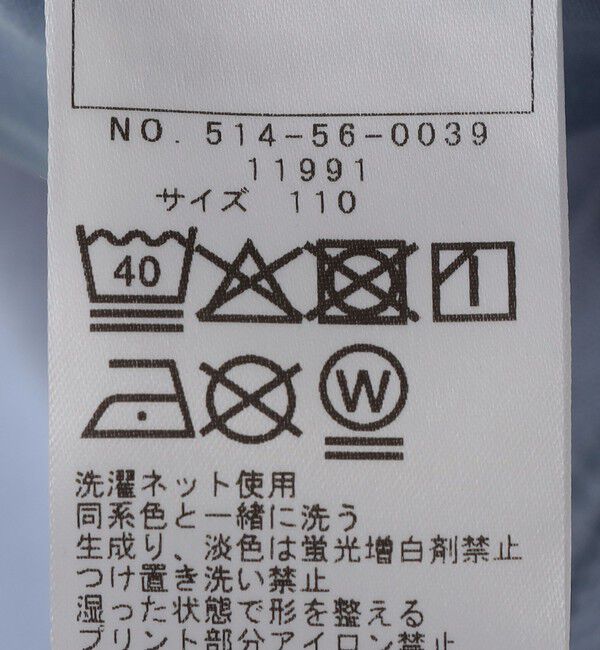 NO. 514-56-0039
11991
サイズ 110
40
W
洗濯ネット使用
同系色と一緒に洗う
生成り、淡色は蛍光増白剤禁止
つけ置き洗い禁止
湿った状態で形を整える
プリント部分アイロン禁止